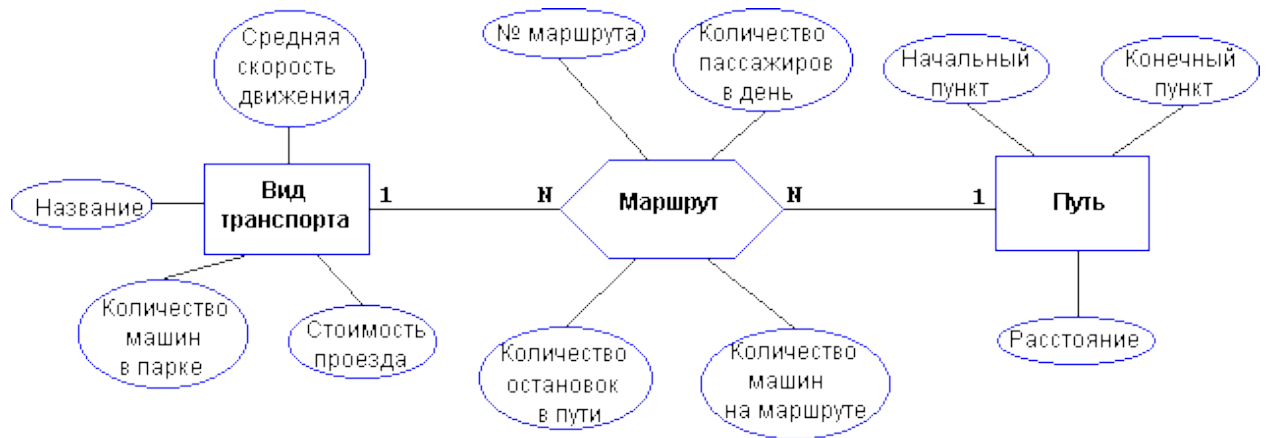 Средняя
скорость
движения
№ маршрута
Количество
пассажиров
в день
Начальный
пункт
Конечный
пункт
Название
Вид
транспорта
1
N
Маршрут
N
1
Путь
Количество
машин
в парке
Стоимость
проезда
Количество
остановок
в пути
Количество
машин
на маршруте
Расстояние